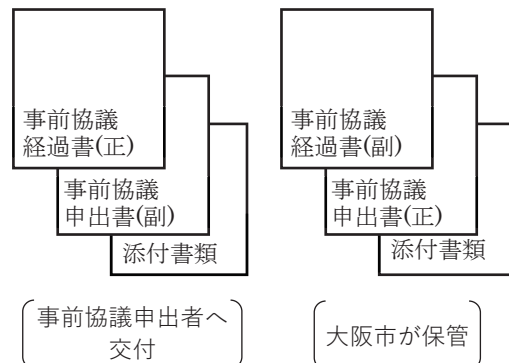 事前協議
経過書(正)
事前協議
申出書(副)
添付書類
事前協議申出者へ
交付
事前協議
経過書(副)
事前協議
申出書(正)
添付書類
大阪市が保管